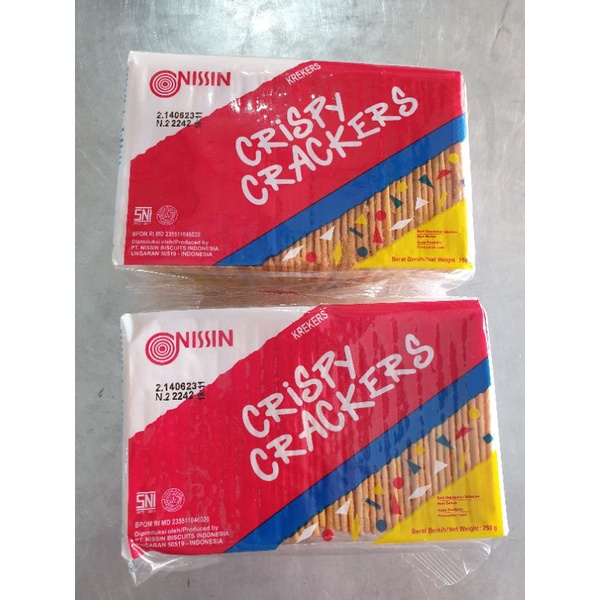 NISSIN
KREKERS
CRISPY
CRACKERS
2.140623
N.2 2242
SNI
BPOM RI MD 235511046020
Diproduksi oleh/Produced by
PT. NISSIN BISCUITS INDONESIA
UNGARAN 50519 - INDONESIA
Berat Bersih/Net Weight : 250
NISSIN
KREKERS
CRISPY
CRACKERS
2.140623
N.2 2242
SNI
BPOM RI MD 235511046020
Diproduksi oleh/Produced by
PT. NISSIN BISCUITS INDONESIA
UNGARAN 50519 - INDONESIA
Berat Bersih/Net Weight : 250 g